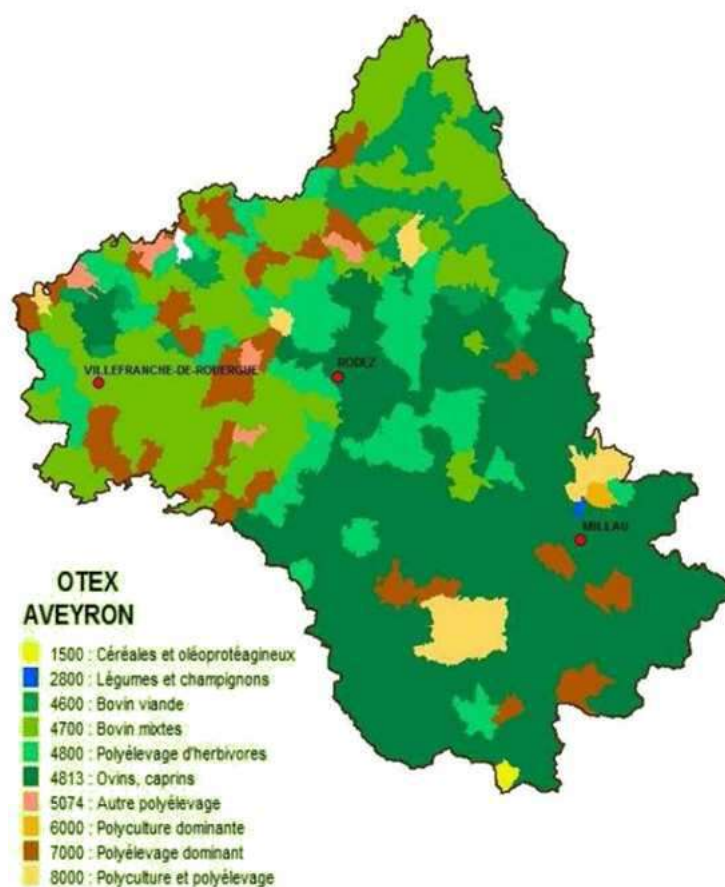 VILLEFRANCHE-DE-ROUERGUE
RODEZ
MILLAU
OTEX
AVEYRON
1500 : Céréales et oléoprotéagineux
2800 : Légumes et champignons
4600 : Bovin viande
4700 : Bovin mixtes
4800 : Polyélevage d'herbivores
4813 : Ovins, caprins
5074 : Autre polyélevage
6000 : Polyculture dominante
7000 : Polyélevage dominant
8000 : Polyculture et polyélevage